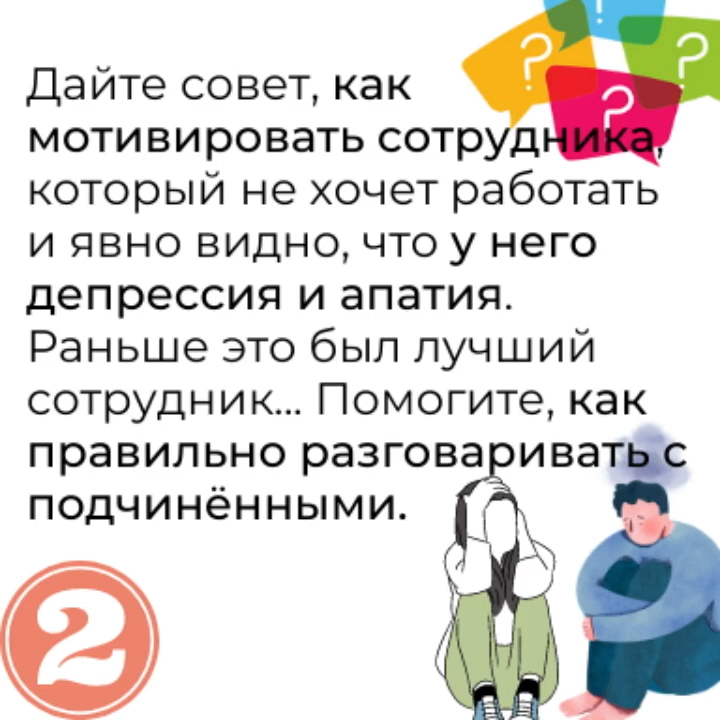 ? ! ?
?
Дайте совет, как
мотивировать сотрудника,
который не хочет работать
и явно видно, что у него
депрессия и апатия.
Раньше это был лучший
сотрудник... Помогите, как
правильно разговаривать с
подчинёнными.
2